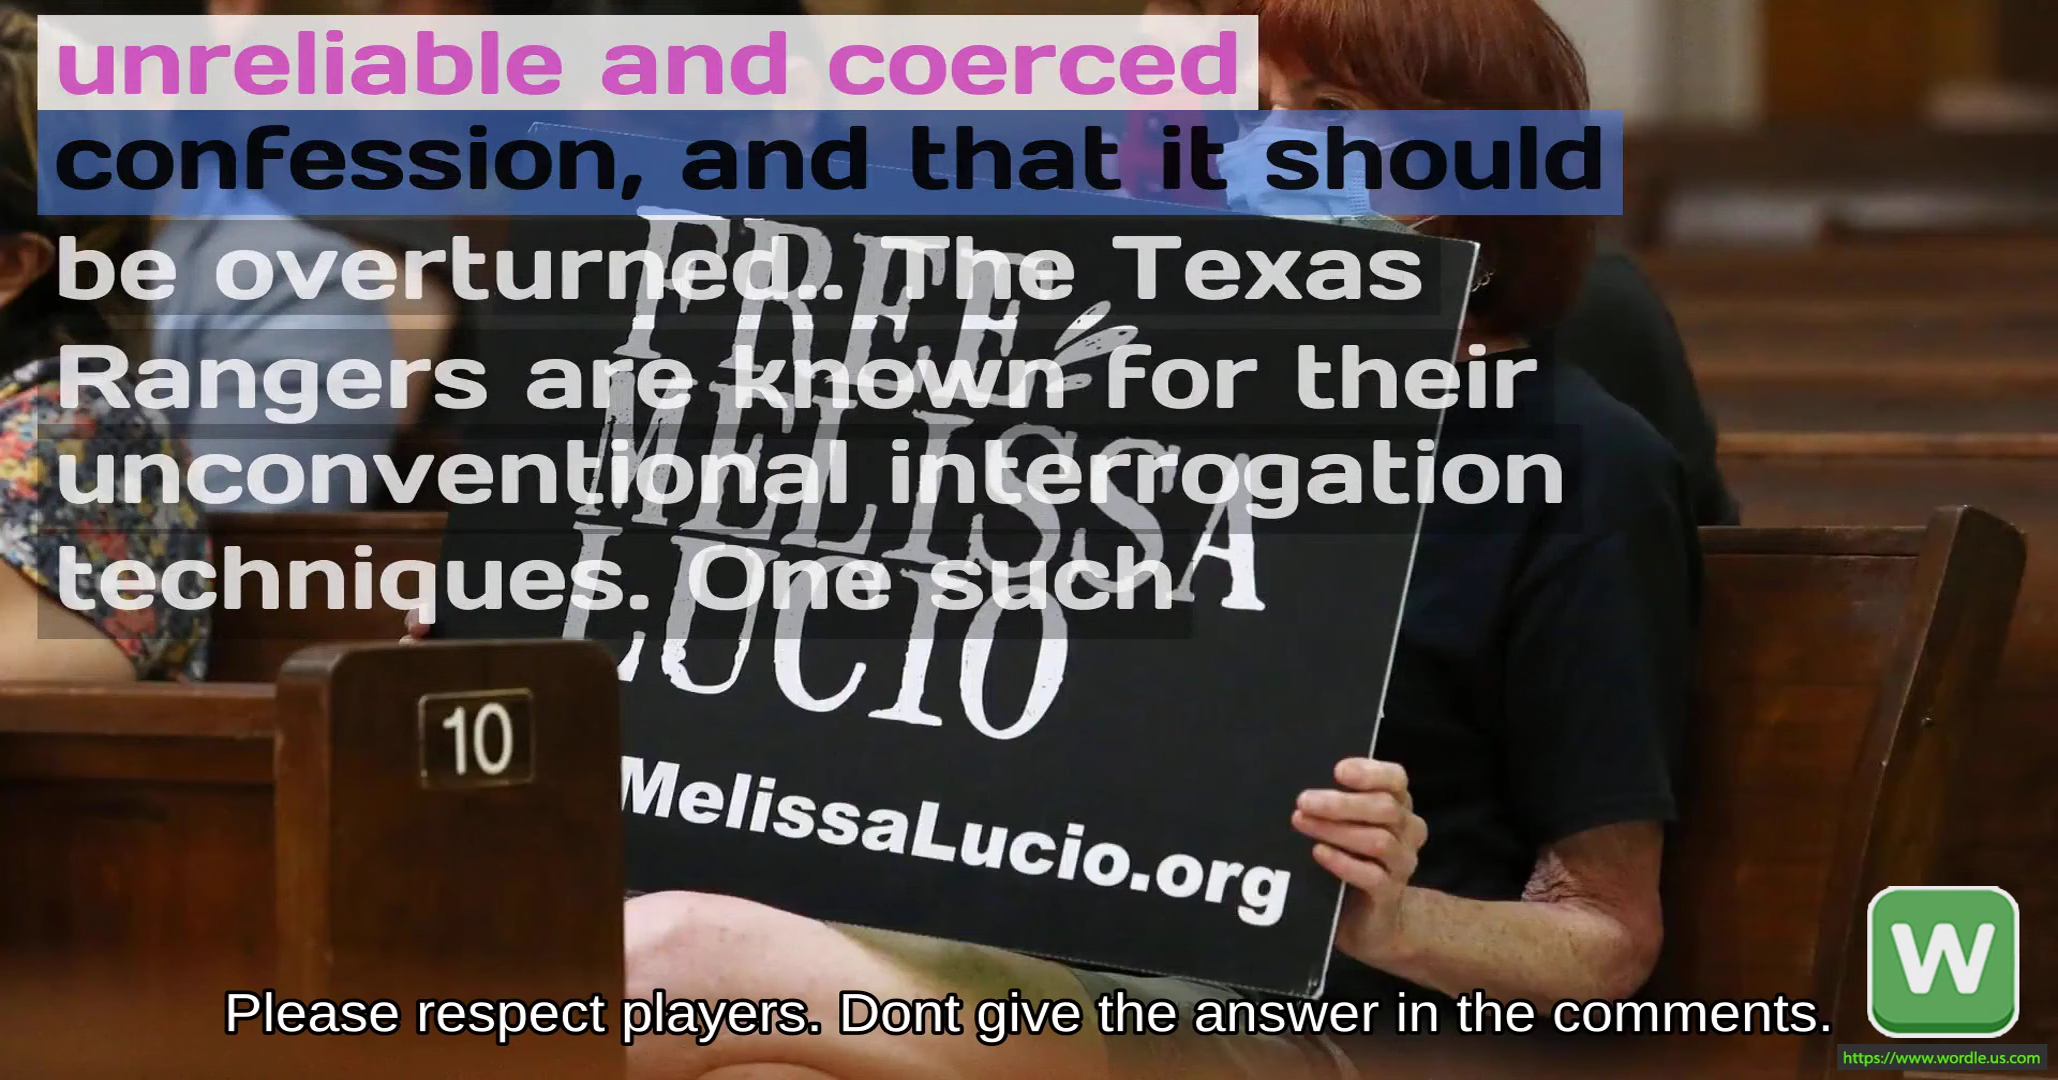 unreliable and coerced
confession, and that it should
be overturned.. The Texas
Rangers are known for their
unconventional interrogation
techniques. One such
FREE
MELISSA
LUCIO
MelissaLucio.org
10
Please respect players. Dont give the answer in the comments.
W
https://www.wordle.us.com